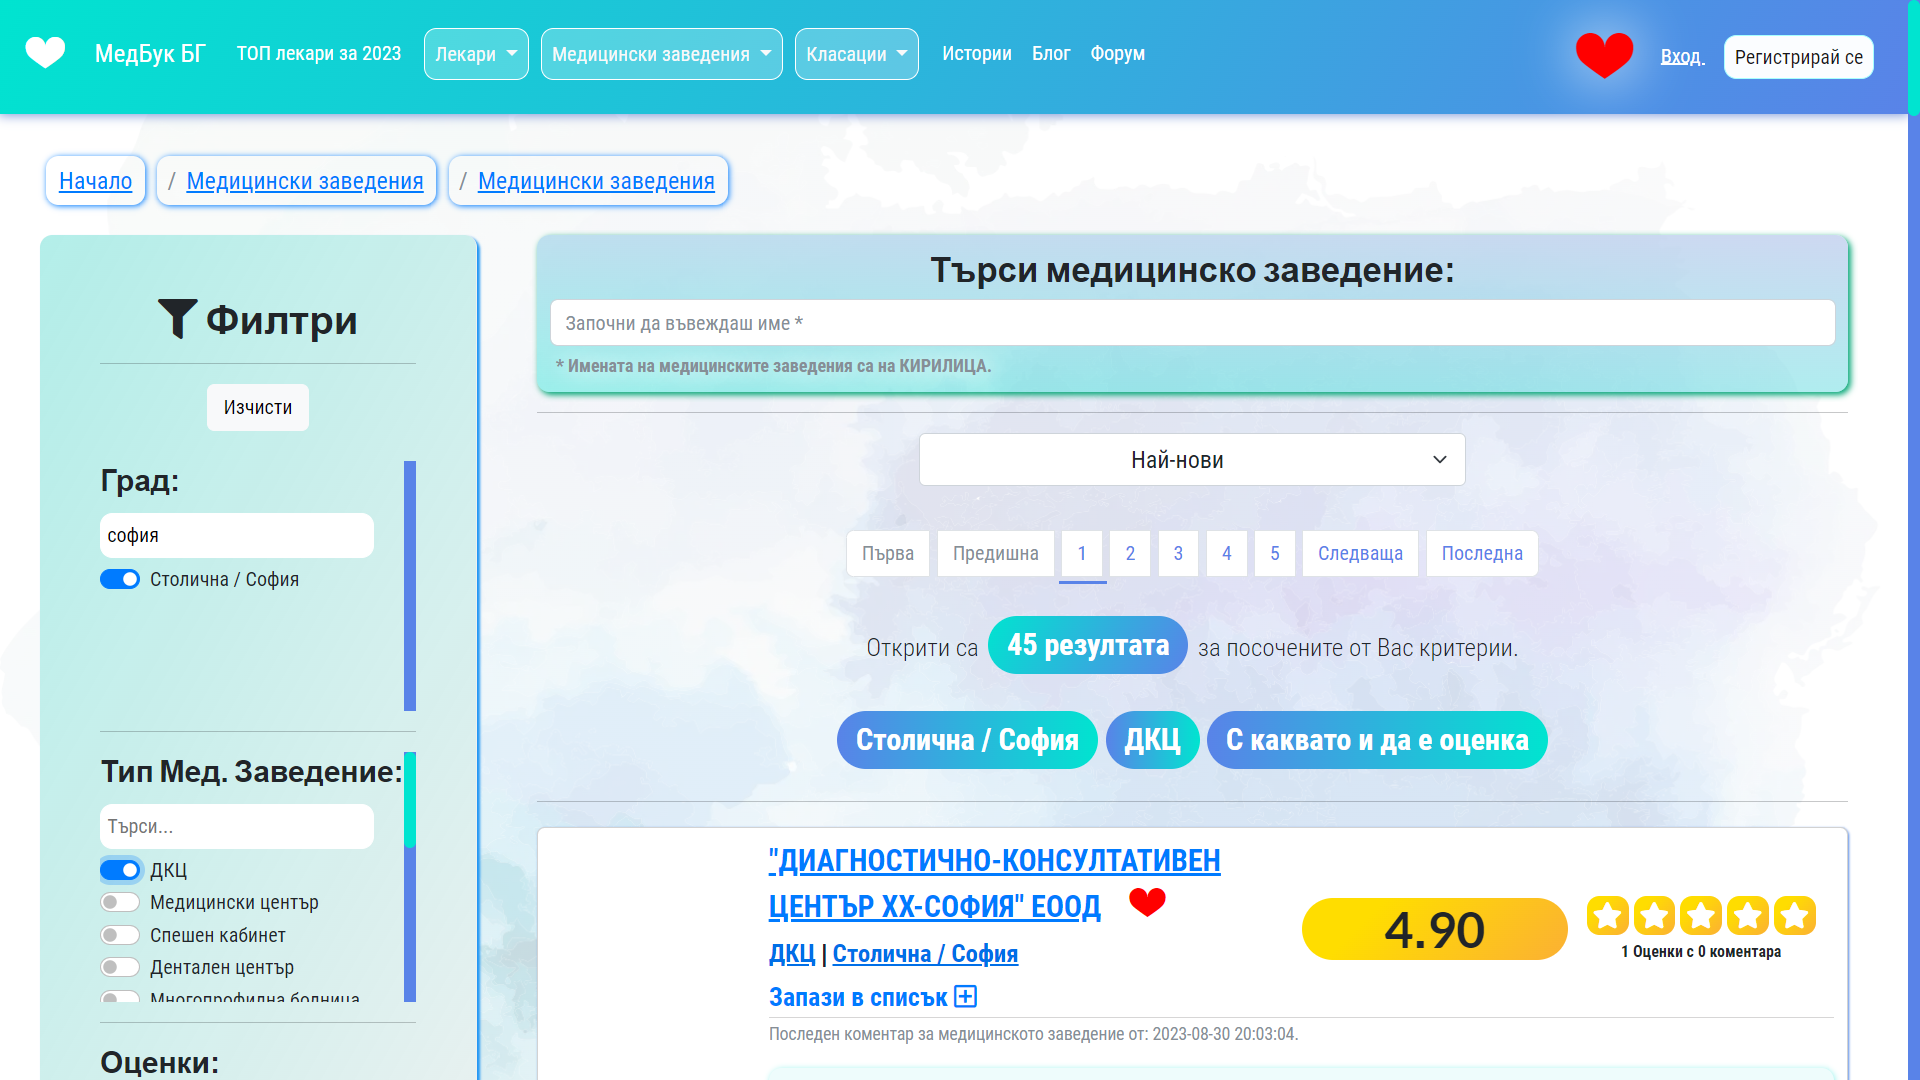 МедБук БГ
ТОП лекари за 2023
Лекари
Медицински заведения
Класации
Истории
Блог
Форум
Вход
Регистрирай се
Начало
/ Медицински заведения
/ Медицински заведения
Филтри
Изчисти
Град:
софия
Столична / София
Тип Мед. Заведение:
Търси...
ДКЦ
Медицински център
Спешен кабинет
Дентален център
Многопрофилна болница
Оценки:
Търси медицинско заведение:
Започни да въвеждаш име *
* Имената на медицинските заведения са на КИРИЛИЦА.
Най-нови
Първа
Предишна
1
2
3
4
5
Следваща
Последна
Открити са 45 резултата за посочените от Вас критерии.
Столична / София
ДКЦ
С каквато и да е оценка
"ДИАГНОСТИЧНО-КОНСУЛТАТИВЕН
ЦЕНТЪР XX-СОФИЯ" ЕООД
ДКЦ | Столична / София
Запази в списък
4.90
1 Оценки с 0 коментара
Последен коментар за медицинското заведение от: 2023-08-30 20:03:04.